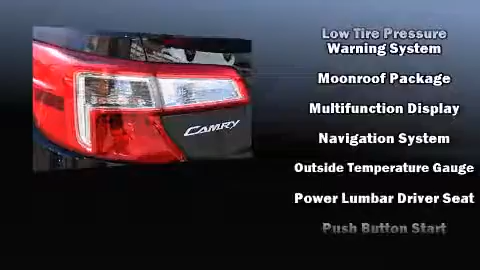 Low Tire Pressure
Warning System
Moonroof Package
Multifunction Display
Navigation System
Outside Temperature Gauge
Power Lumbar Driver Seat
Push Button Start
CAMRY